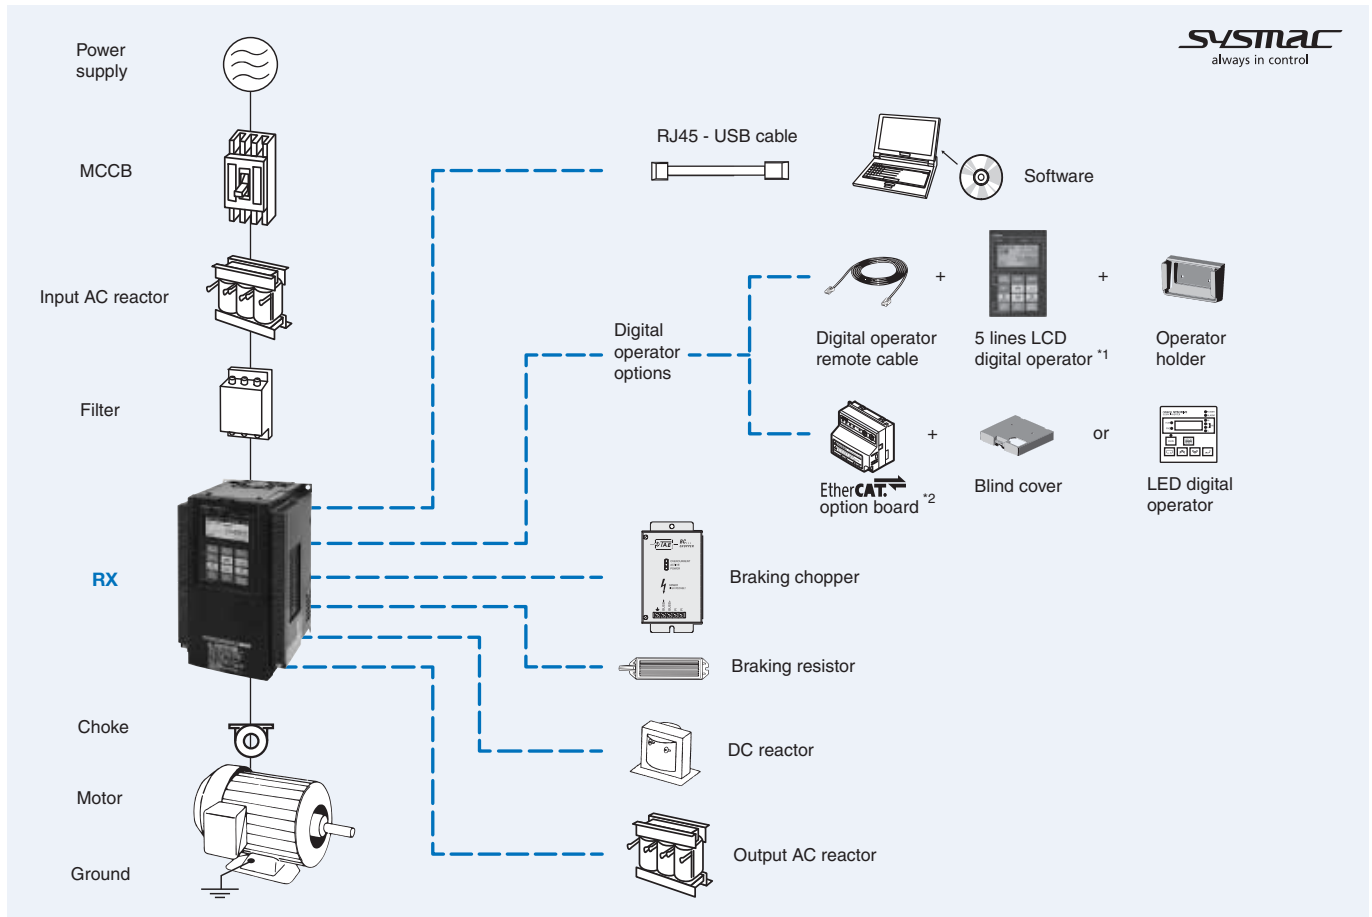 Power
supply
sysmac
always in control
MCCB
RJ45 - USB cable
Software
Input AC reactor
Digital
operator
options
+
+
Digital operator
remote cable
5 lines LCD
digital operator *1
Operator
holder
Filter
+
or
EtherCAT.
option board *2
Blind cover
LED digital
operator
RX
Braking chopper
Braking resistor
Choke
DC reactor
Motor
Output AC reactor
Ground